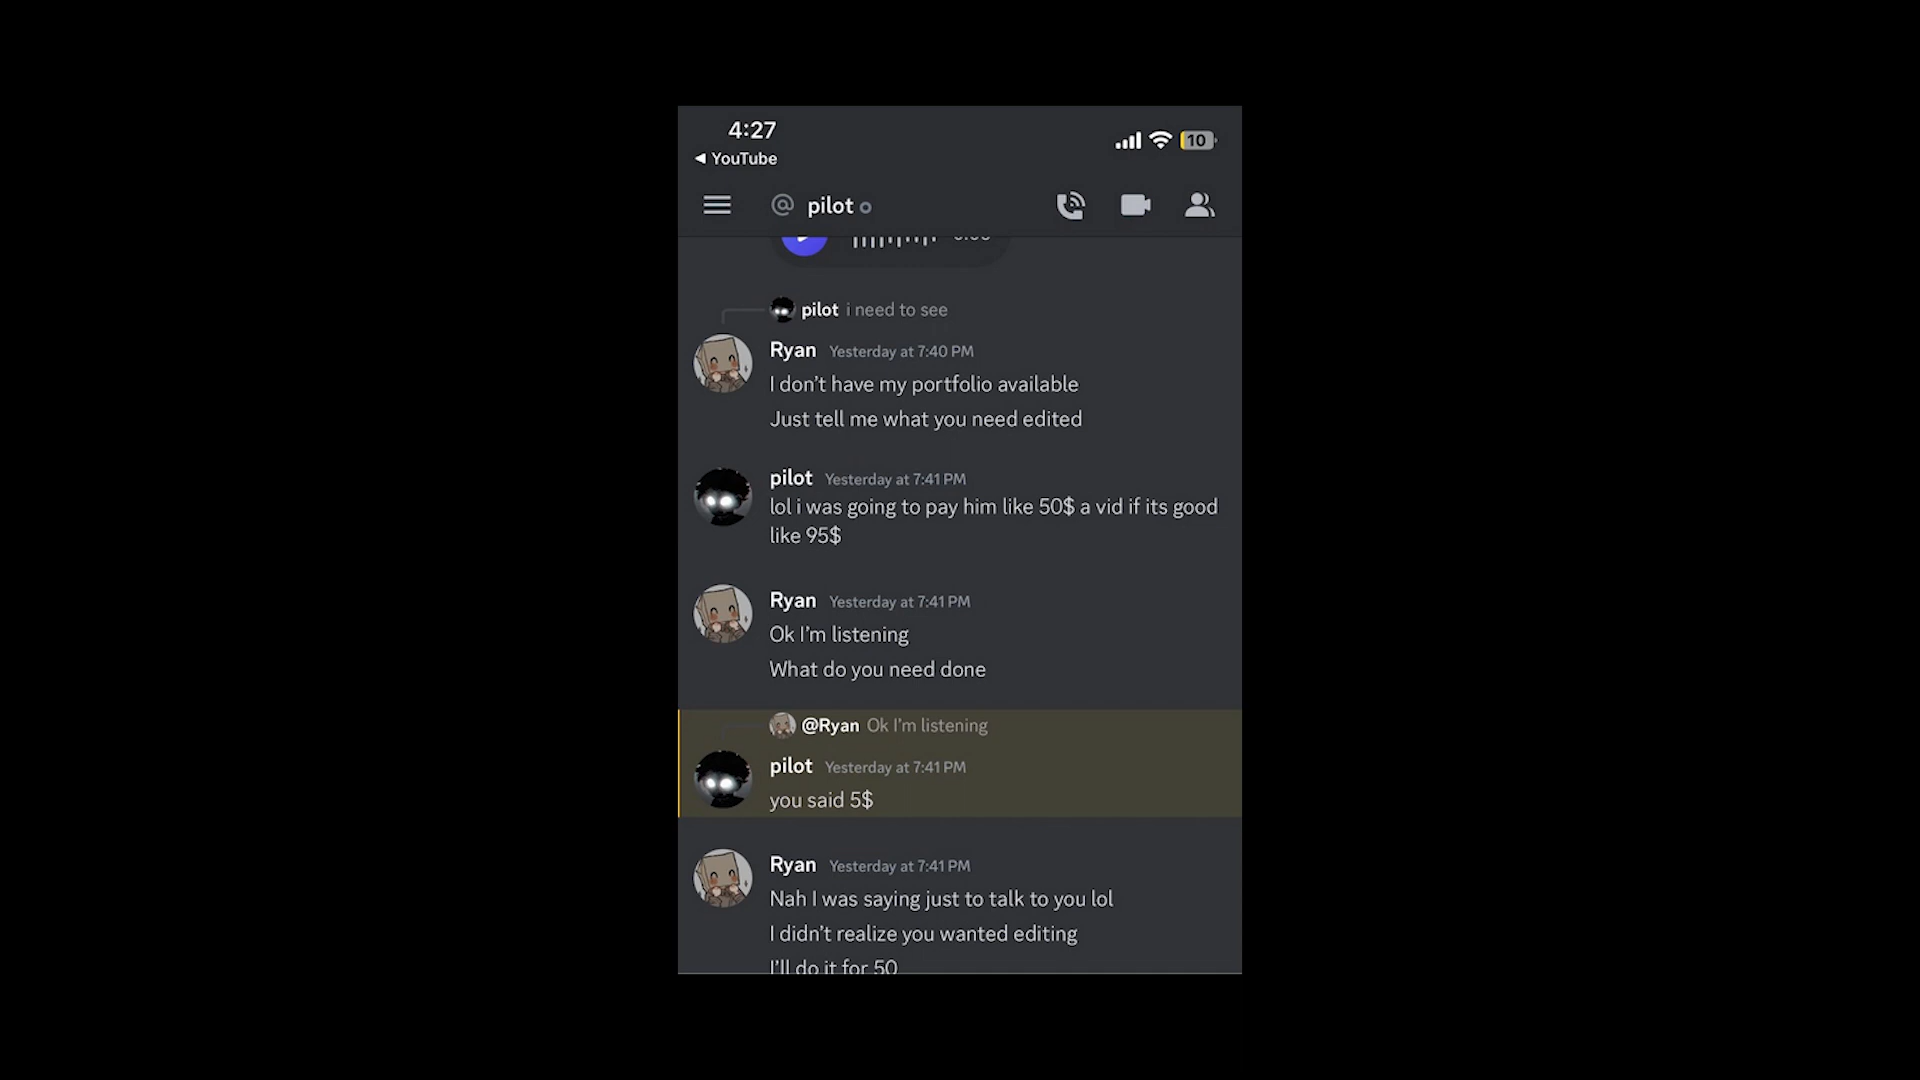 4:27
10
◀ YouTube
@ pilot
pilot i need to see
Ryan Yesterday at 7:40 PM
I don't have my portfolio available
Just tell me what you need edited
pilot Yesterday at 7:41 PM
lol i was going to pay him like 50$ a vid if its good
like 95$
Ryan Yesterday at 7:41 PM
Ok I'm listening
What do you need done
@Ryan Ok I'm listening
pilot Yesterday at 7:41 PM
you said 5$
Ryan Yesterday at 7:41 PM
Nah I was saying just to talk to you lol
I didn't realize you wanted editing
I'll do it for 50